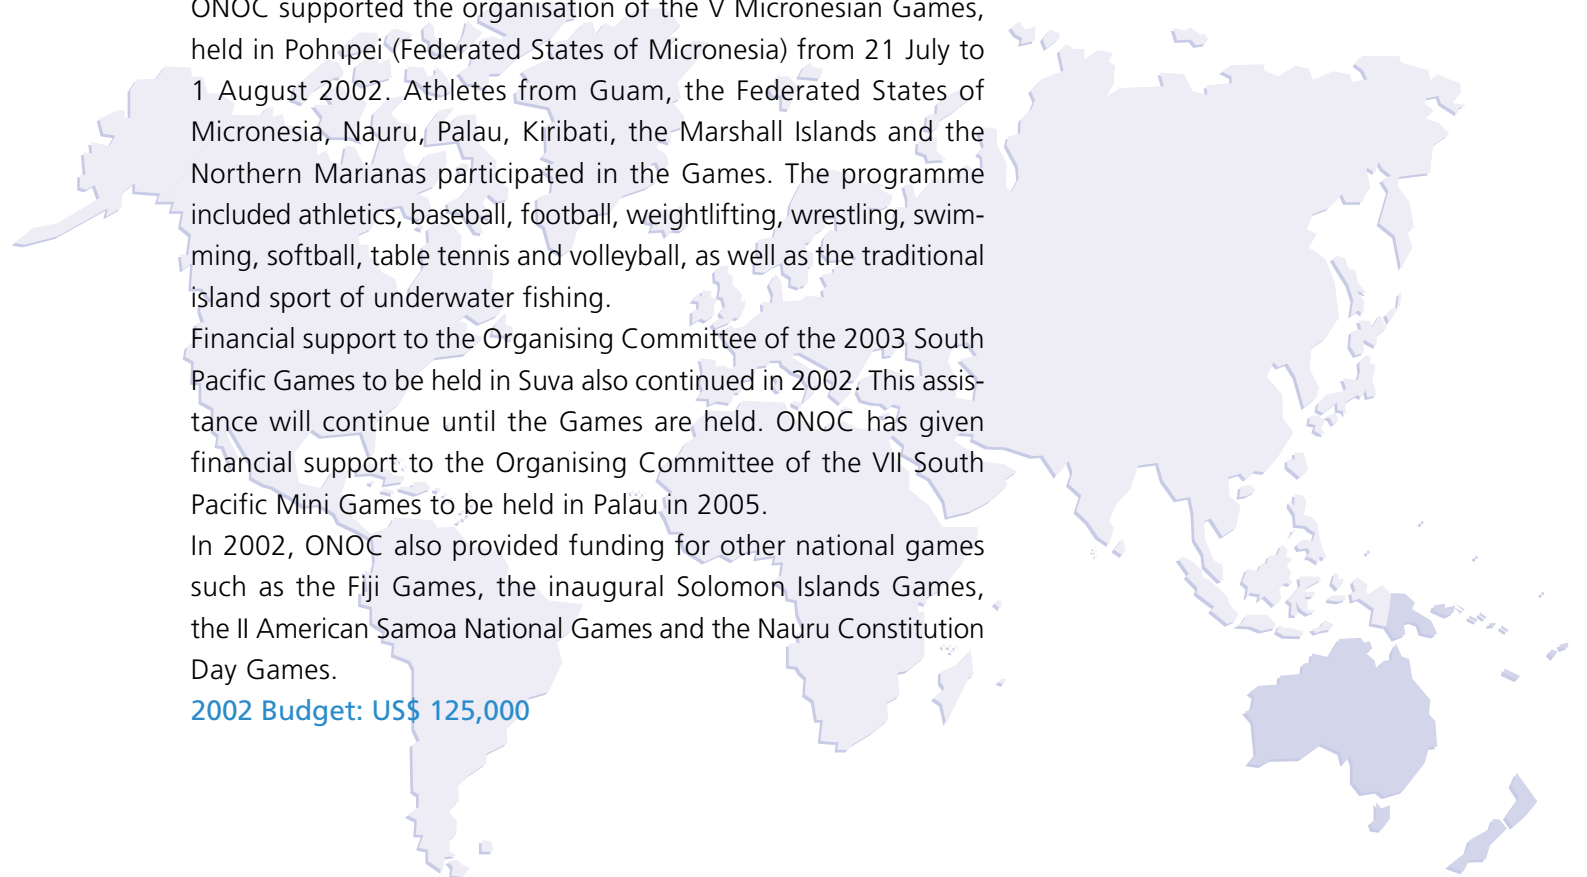 ONOC supported the organisation of the V Micronesian Games,
held in Pohnpei (Federated States of Micronesia) from 21 July to
1 August 2002. Athletes from Guam, the Federated States of
Micronesia, Nauru, Palau, Kiribati, the Marshall Islands and the
Northern Marianas participated in the Games. The programme
included athletics, baseball, football, weightlifting, wrestling, swim-
ming, softball, table tennis and volleyball, as well as the traditional
island sport of underwater fishing.
Financial support to the Organising Committee of the 2003 South
Pacific Games to be held in Suva also continued in 2002. This assis-
tance will continue until the Games are held. ONOC has given
financial support to the Organising Committee of the VII South
Pacific Mini Games to be held in Palau in 2005.
In 2002, ONOC also provided funding for other national games
such as the Fiji Games, the inaugural Solomon Islands Games,
the II American Samoa National Games and the Nauru Constitution
Day Games.
2002 Budget: US$ 125,000